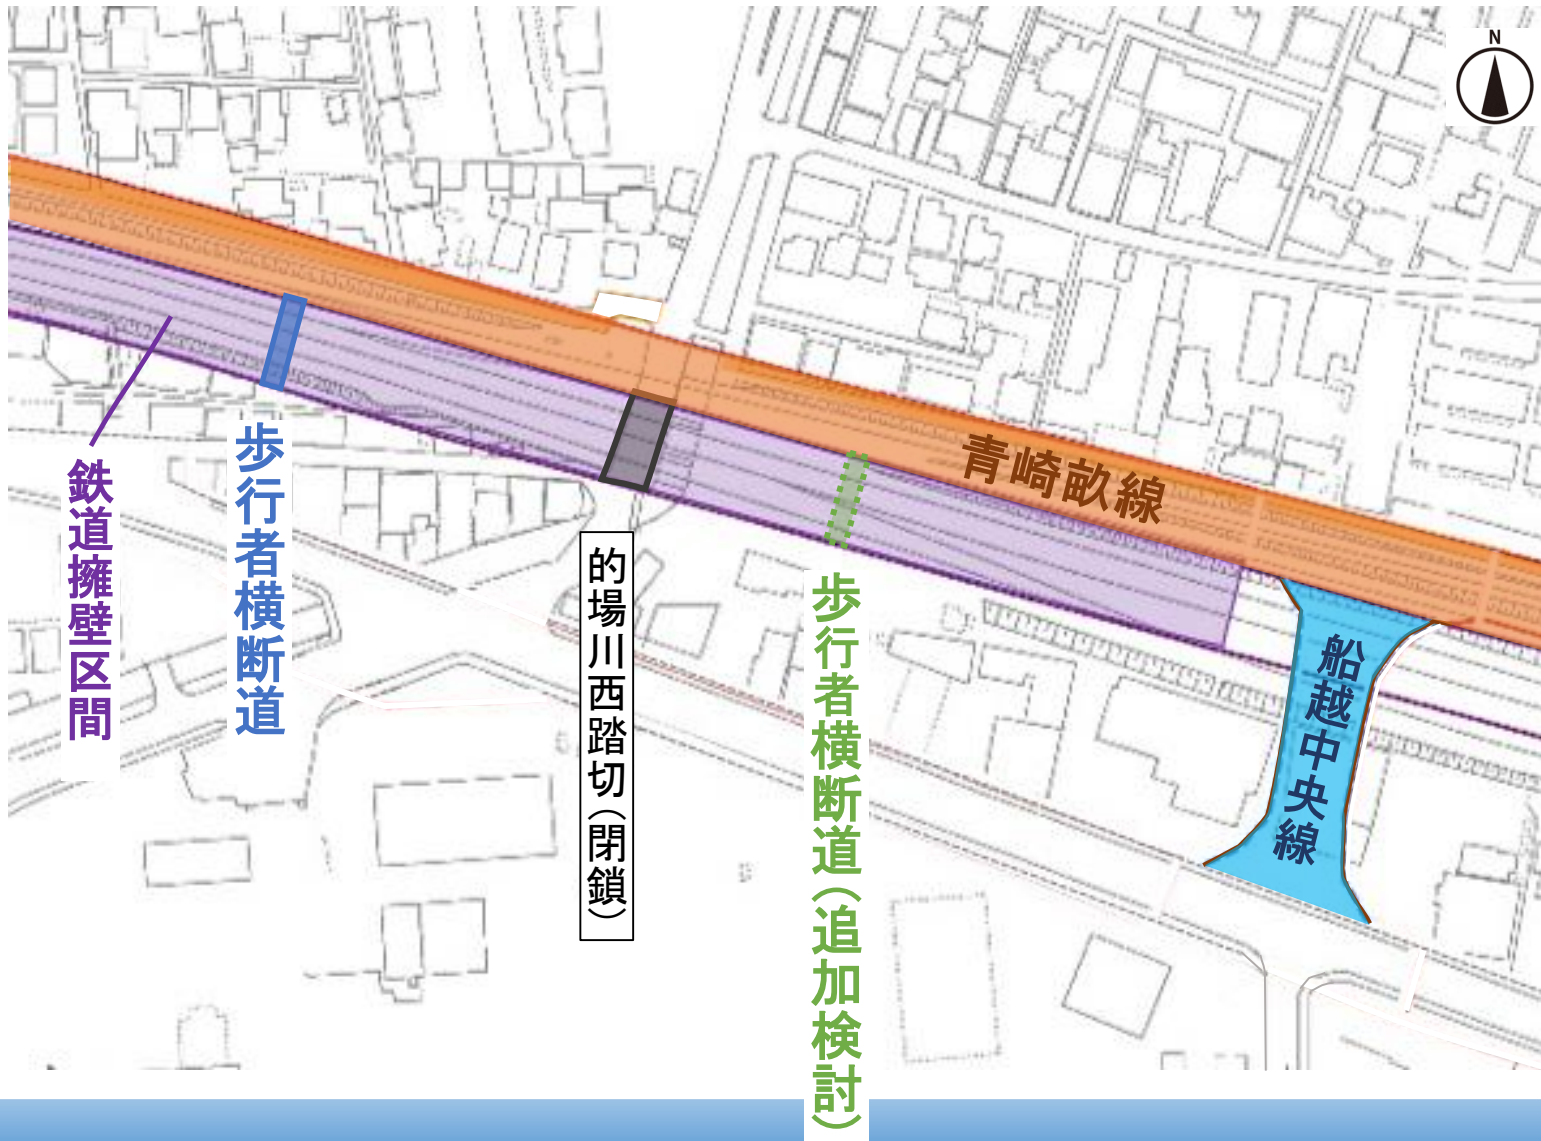 N
青崎畝線
鉄道擁壁区間
歩行者横断道
的場川西踏切（閉鎖）
歩行者横断道（追加検討）
船越中央線